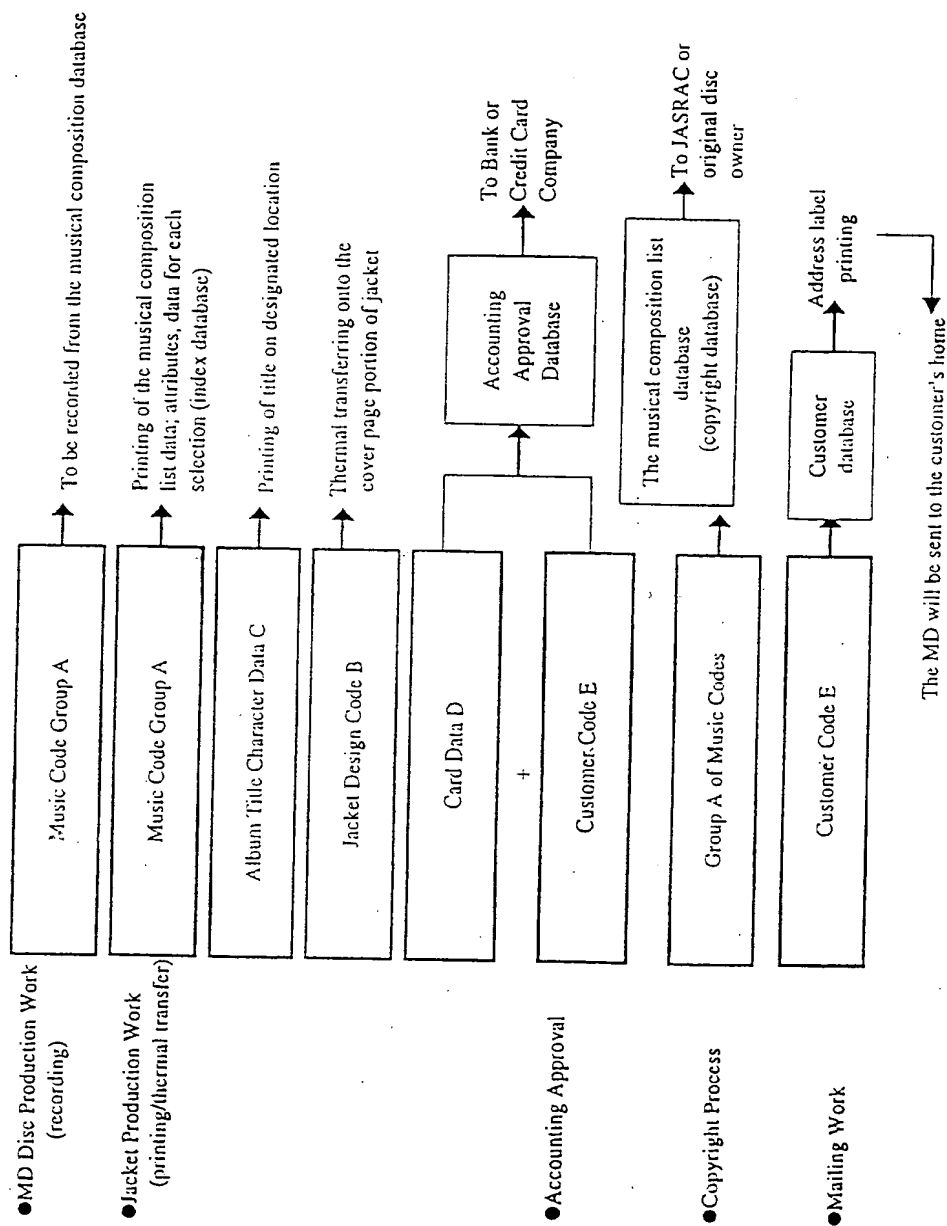 ●MD Disc Production Work
(recording)
Music Code Group A
To be recorded from the musical composition database
●Jacket Production Work
(printing/thermal transfer)
Music Code Group A
Printing of the musical composition
list data; attributes, data for each
selection (index database)
Album Title Character Data C
Printing of title on designated location
Jacket Design Code B
Thermal transferring onto the
cover page portion of jacket
●Accounting Approval
Card Data D
+
Customer Code E
Accounting
Approval
Database
To Bank or
Credit Card
Company
●Copyright Process
Group A of Music Codes
The musical composition list
database
(copyright database)
To JASRAC or
original disc
owner
●Mailing Work
Customer Code E
Customer
database
Address label
printing
The MD will be sent to the customer's home